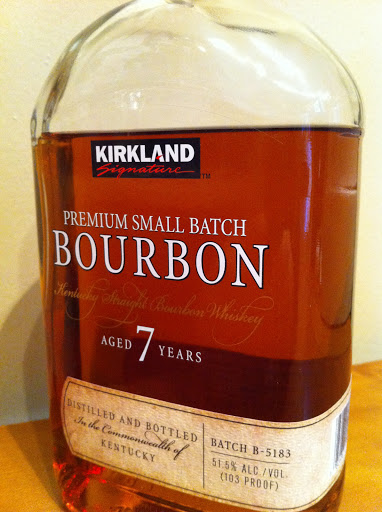 KIRKLAND
Signature™
PREMIUM SMALL BATCH
BOURBON
Kentucky Straight Bourbon Whiskey
AGED 7 YEARS
DISTILLED AND BOTTLED
In the Commonwealth of
KENTUCKY
BATCH B-5183
51.5% ALC./VOL.
(103 PROOF)